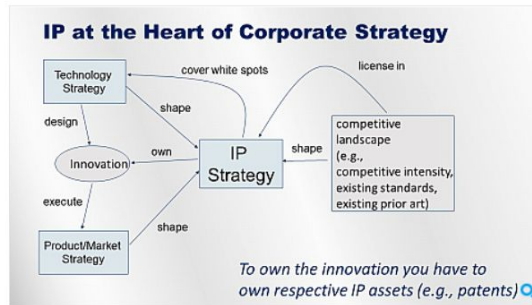 IP at the Heart of Corporate Strategy
Technology
Strategy
cover white spots
license in
shape
design
own
Innovation
IP
Strategy
shape
competitive
landscape
(e.g.,
competitive intensity,
existing standards,
existing prior art)
execute
shape
Product/Market
Strategy
To own the innovation you have to
own respective IP assets (e.g., patents)